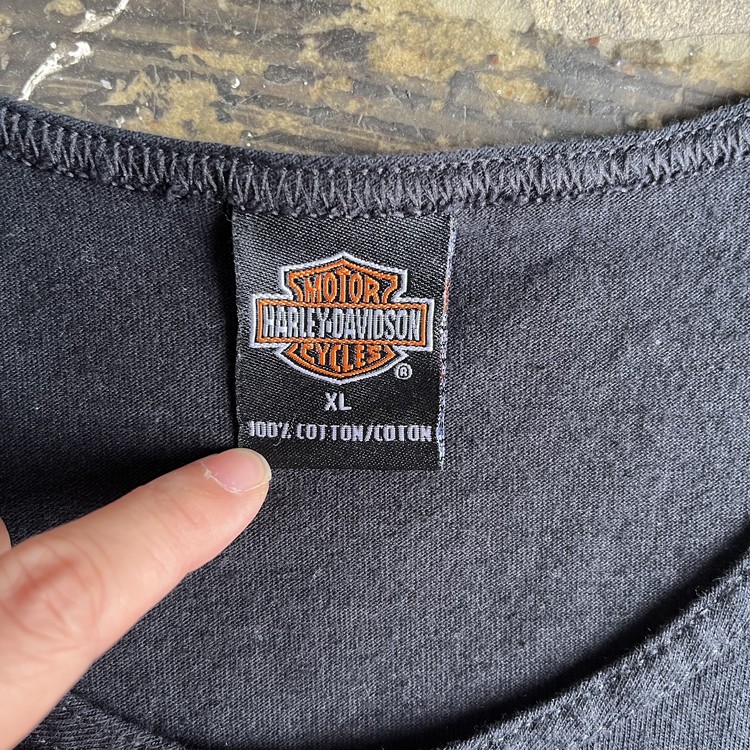 MOTOR
HARLEY-DAVIDSON
CYCLES
®
XL
100% COTTON/COTON